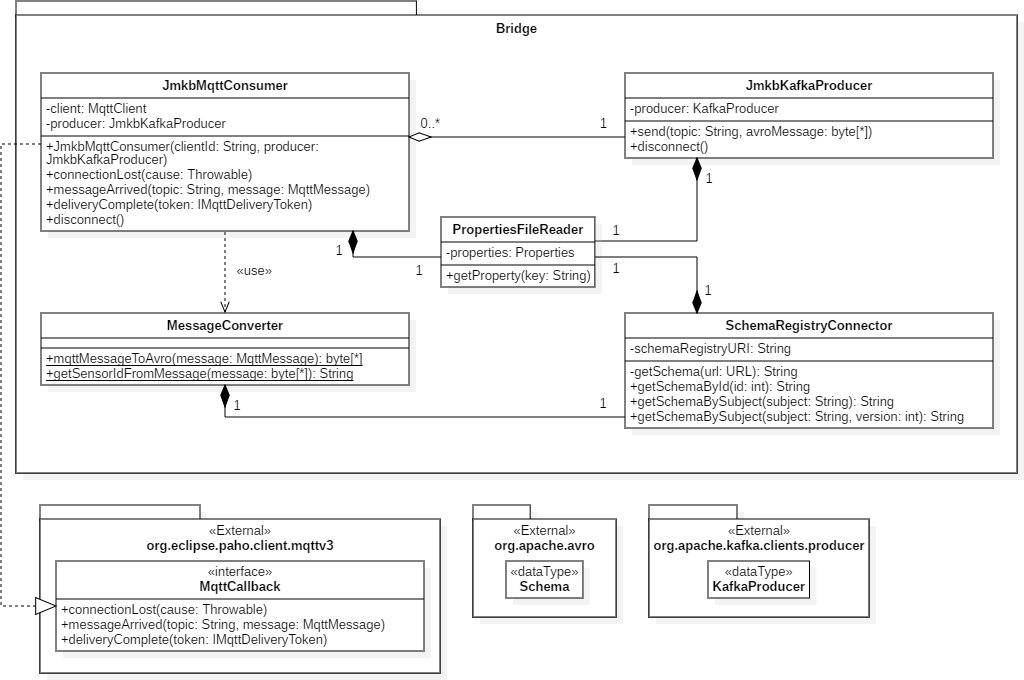 Bridge
JmkbMqttConsumer
-client: MqttClient
-producer: JmkbKafkaProducer
+JmkbMqttConsumer(clientId: String, producer:
JmkbKafkaProducer)
+connectionLost(cause: Throwable)
+messageArrived(topic: String, message: MqttMessage)
+deliveryComplete(token: IMqttDeliveryToken)
+disconnect()
0..*
1
JmkbKafkaProducer
-producer: KafkaProducer
+send(topic: String, avroMessage: byte[*])
+disconnect()
1
PropertiesFileReader
-properties: Properties
+getProperty(key: String)
1
1
1
1
1
«use»
MessageConverter
+mqttMessageToAvro(message: MqttMessage): byte[*]
+getSensorIdFromMessage(message: byte[*]): String
1
1
SchemaRegistryConnector
-schemaRegistryURI: String
-getSchema(url: URL): String
+getSchemaById(id: int): String
+getSchemaBySubject(subject: String): String
+getSchemaBySubject(subject: String, version: int): String
«External»
org.eclipse.paho.client.mqttv3
«interface»
MqttCallback
+connectionLost(cause: Throwable)
+messageArrived(topic: String, message: MqttMessage)
+deliveryComplete(token: IMqttDeliveryToken)
«External»
org.apache.avro
«dataType»
Schema
«External»
org.apache.kafka.clients.producer
«dataType»
KafkaProducer